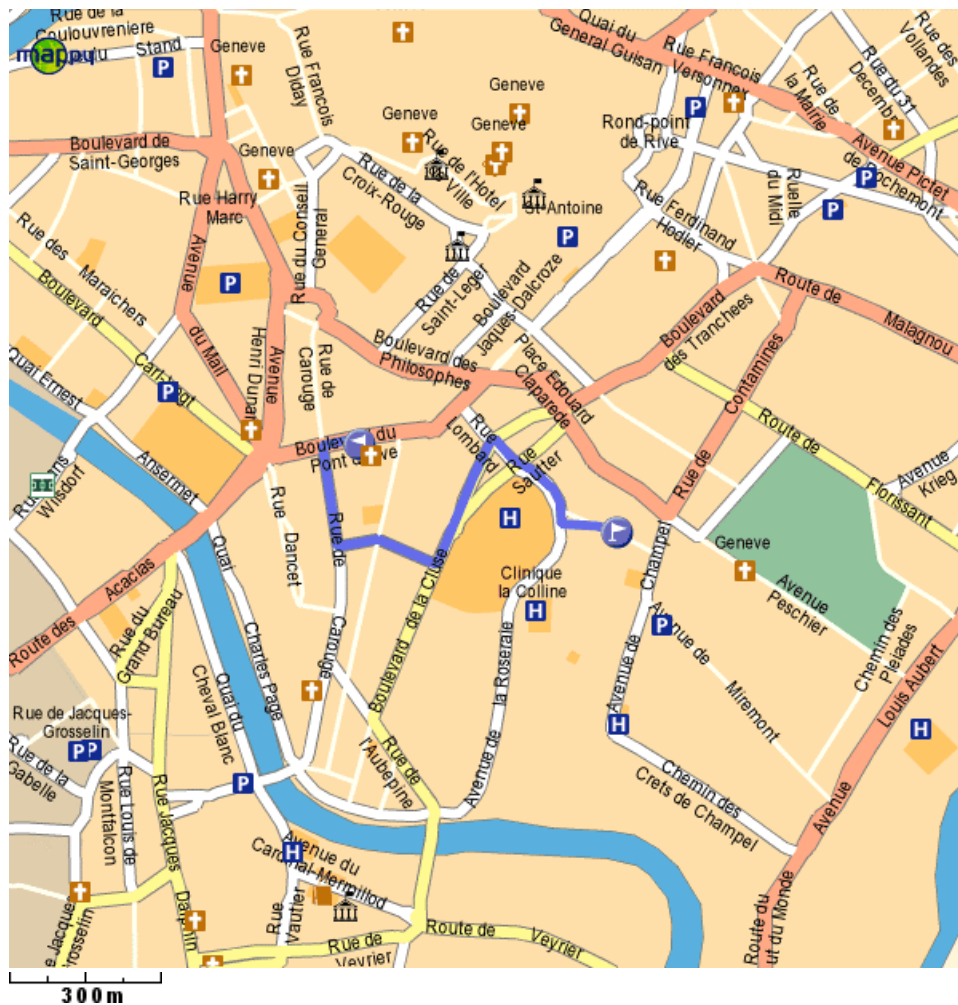 Rue de la
Coulouvreniere
mappy
Stand
Geneve
Rue Francois
Diday
Quai du
General Guisan
Rue Francois
Versonnex
Rue de
la Mairie
Rue du 31
Decembre
Rue des
Vollandes
Boulevard de
Saint-Georges
Geneve
Geneve
Geneve
Rue de l'Hotel
Ville
Rue de la
Croix-Rouge
Rond-point
de Rive
Avenue Pictet
de Rochemont
Ruelle
du Midi
Rue Harry
Marc
Rue du Conseil
General
St-Antoine
Rue Ferdinand
Hodler
Rue des
Maraichers
Avenue
du Mail
Boulevard
Carl-Vogt
Rue de
Saint-Leger
Boulevard
Jaques Dalcroze
Boulevard
des Tranchees
Route de
Malagnou
Quai Ernest
Ansermet
Avenue
Henri Dunant
Rue de
Carouge
Boulevard des
Philosophes
Place Edouard
Claparede
Rue de
Contamines
Route de
Florissant
Avenue
Krieg
Boulevard du
Pont
Rue
Lombard
Rue
Sautter
Wilsdorf
H
Rue
Dancet
Rue de
Carouge
Boulevard de la Cluse
Clinique
la Colline
Geneve
Avenue
Peschier
Chemin des
Pleiades
Route des
Acacias
Rue du
Grand Bureau
Quai
Charles Page
Quai du
Cheval Blanc
Avenue de
la Roseraie
Avenue de
Champel
Avenue de
Miremont
Avenue
Louis Aubert
Rue de Jacques-
Grosselin
Rue de la
Gabelle
Rue Louis de
Montfalcon
Rue Jacques
Dalphin
Rue de
l'Aubepine
Chemin des
Crets de Champel
Avenue du
Cardinal-Mermillod
Rue
Vautier
Rue de
Veyrier
Route de
Veyrier
e Jacques
Grosselin
Route du
ut du Monde
300m